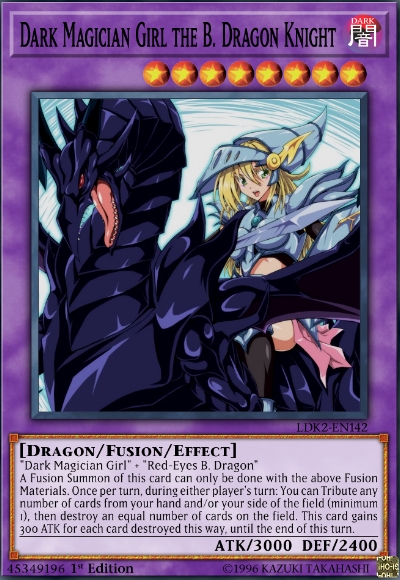 Dark Magician Girl the B. Dragon Knight
DARK
闇
LDK2-EN142
[Dragon/Fusion/Effect]
"Dark Magician Girl" + "Red-Eyes B. Dragon"
A Fusion Summon of this card can only be done with the above Fusion
Materials. Once per turn, during either player's turn: You can Tribute any
number of cards from your hand and/or your side of the field (minimum
1), then destroy an equal number of cards on the field. This card gains
300 ATK for each card destroyed this way, until the end of this turn.
ATK/3000 DEF/2400
45349196 1st Edition ©1996 KAZUKI TAKAHASHI